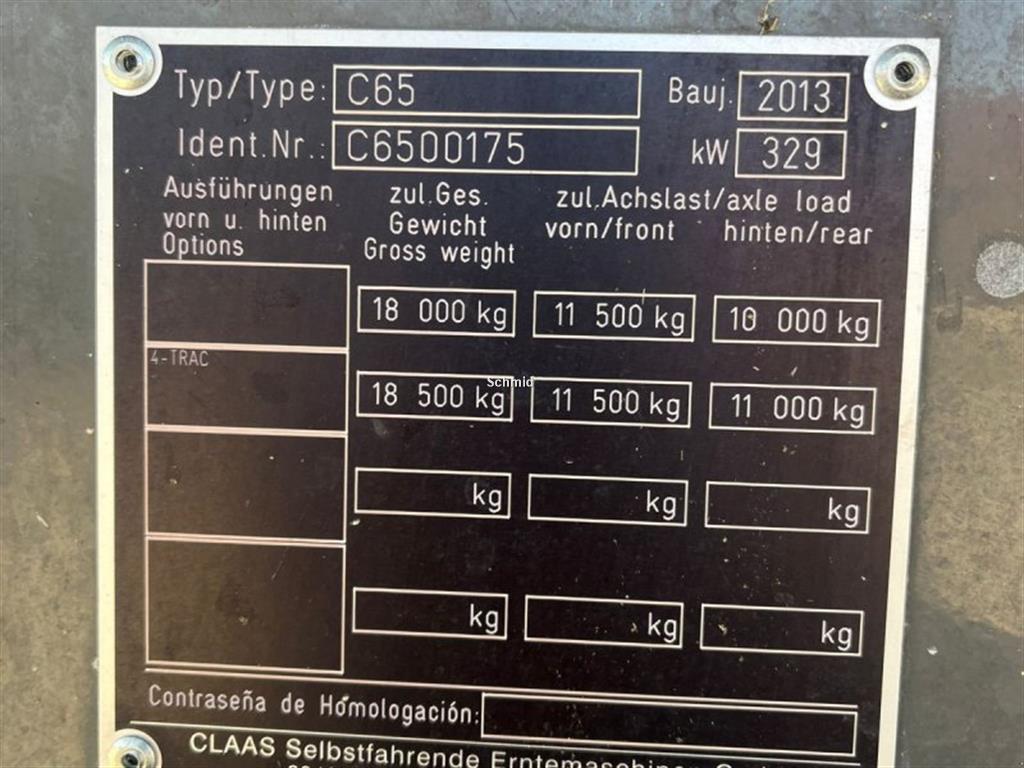 Typ/Type: C65 Bauj. 2013
Ident.Nr.: C6500175 kW 329
Ausführungen vorn u. hinten Options
zul.Ges. Gewicht Gross weight
zul.Achslast/axle load
vorn/front hinten/rear
18 000 kg 11 500 kg 10 000 kg
4-TRAC
18 500 kg 11 500 kg 11 000 kg
Schmid
kg kg kg
kg kg kg
Contraseña de Homologación:
CLAAS Selbstfahrende Erntemaschinen